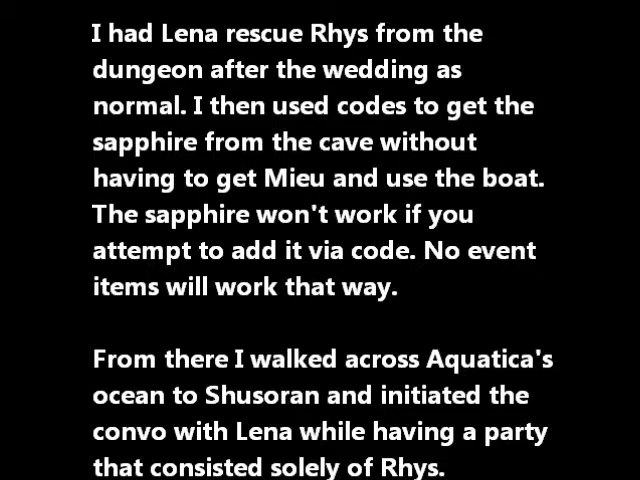 I had Lena rescue Rhys from the
dungeon after the wedding as
normal. I then used codes to get the
sapphire from the cave without
having to get Mieu and use the boat.
The sapphire won't work if you
attempt to add it via code. No event
items will work that way.
From there I walked across Aquatica's
ocean to Shusoran and initiated the
convo with Lena while having a party
that consisted solely of Rhys.